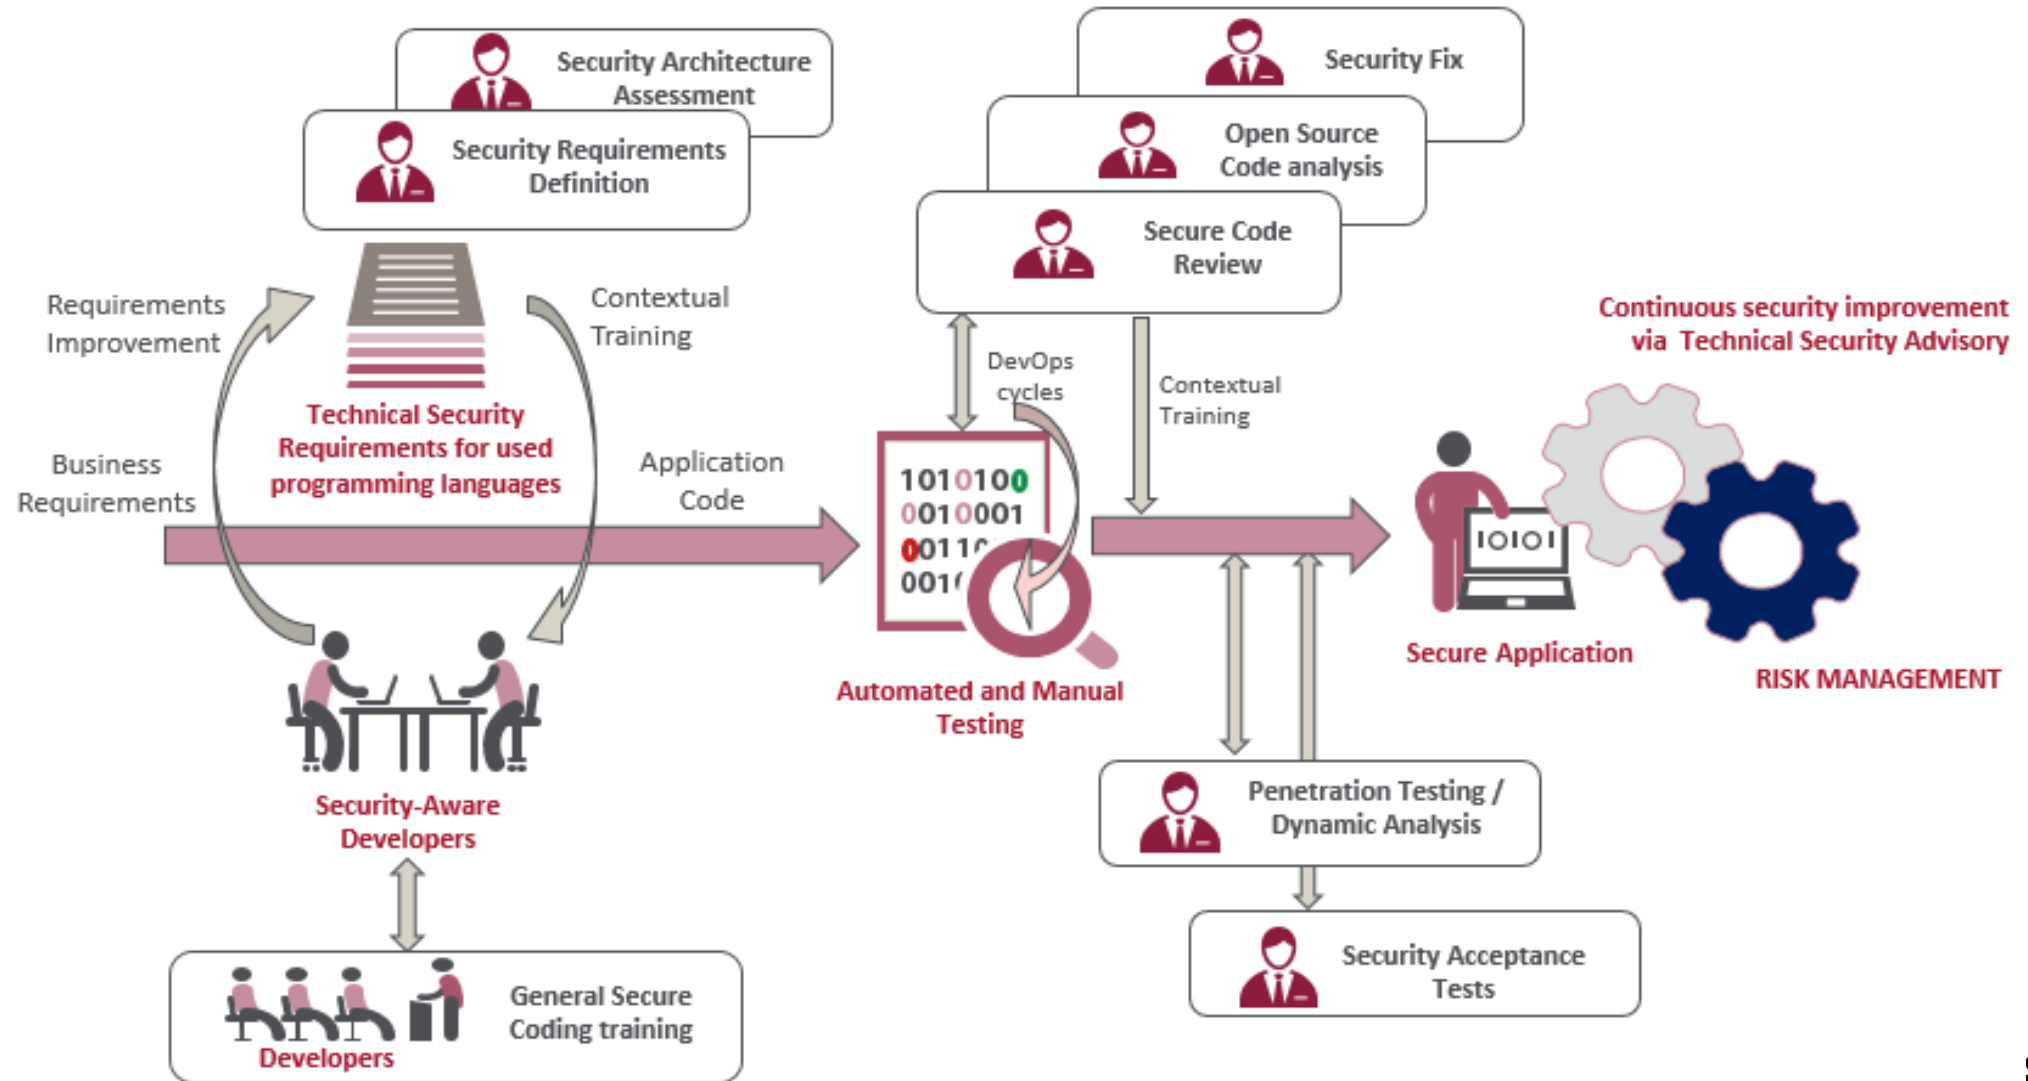 Security Architecture
Assessment
Security Requirements
Definition
Security Fix
Open Source
Code analysis
Secure Code
Review
Requirements
Improvement
Contextual
Training
Technical Security
Requirements for used
programming languages
Business
Requirements
Application
Code
DevOps
cycles
Contextual
Training
1010100
0010001
00110
001
Automated and Manual
Testing
Continuous security improvement
via Technical Security Advisory
10101
Secure Application
RISK MANAGEMENT
Security-Aware
Developers
Penetration Testing /
Dynamic Analysis
Security Acceptance
Tests
General Secure
Coding training
Developers